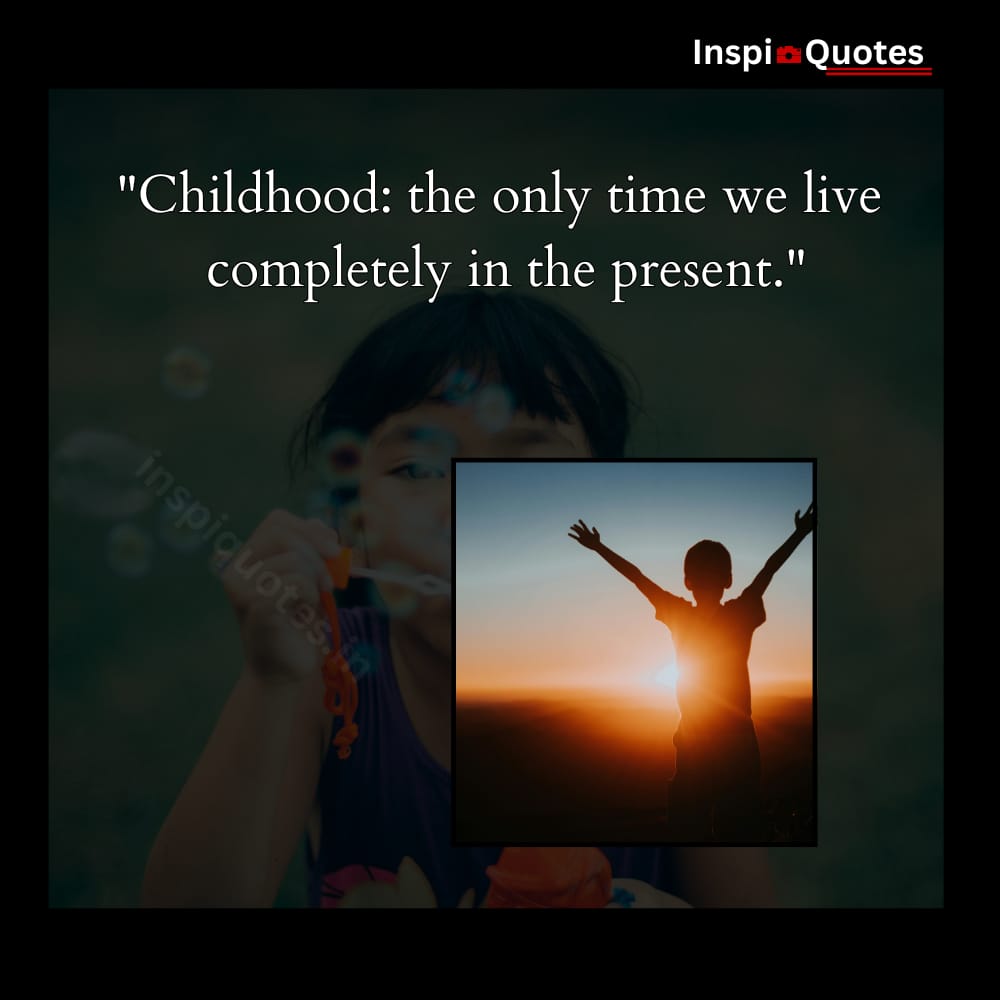 Inspi Quotes
"Childhood: the only time we live
completely in the present."
inspiquotes.in